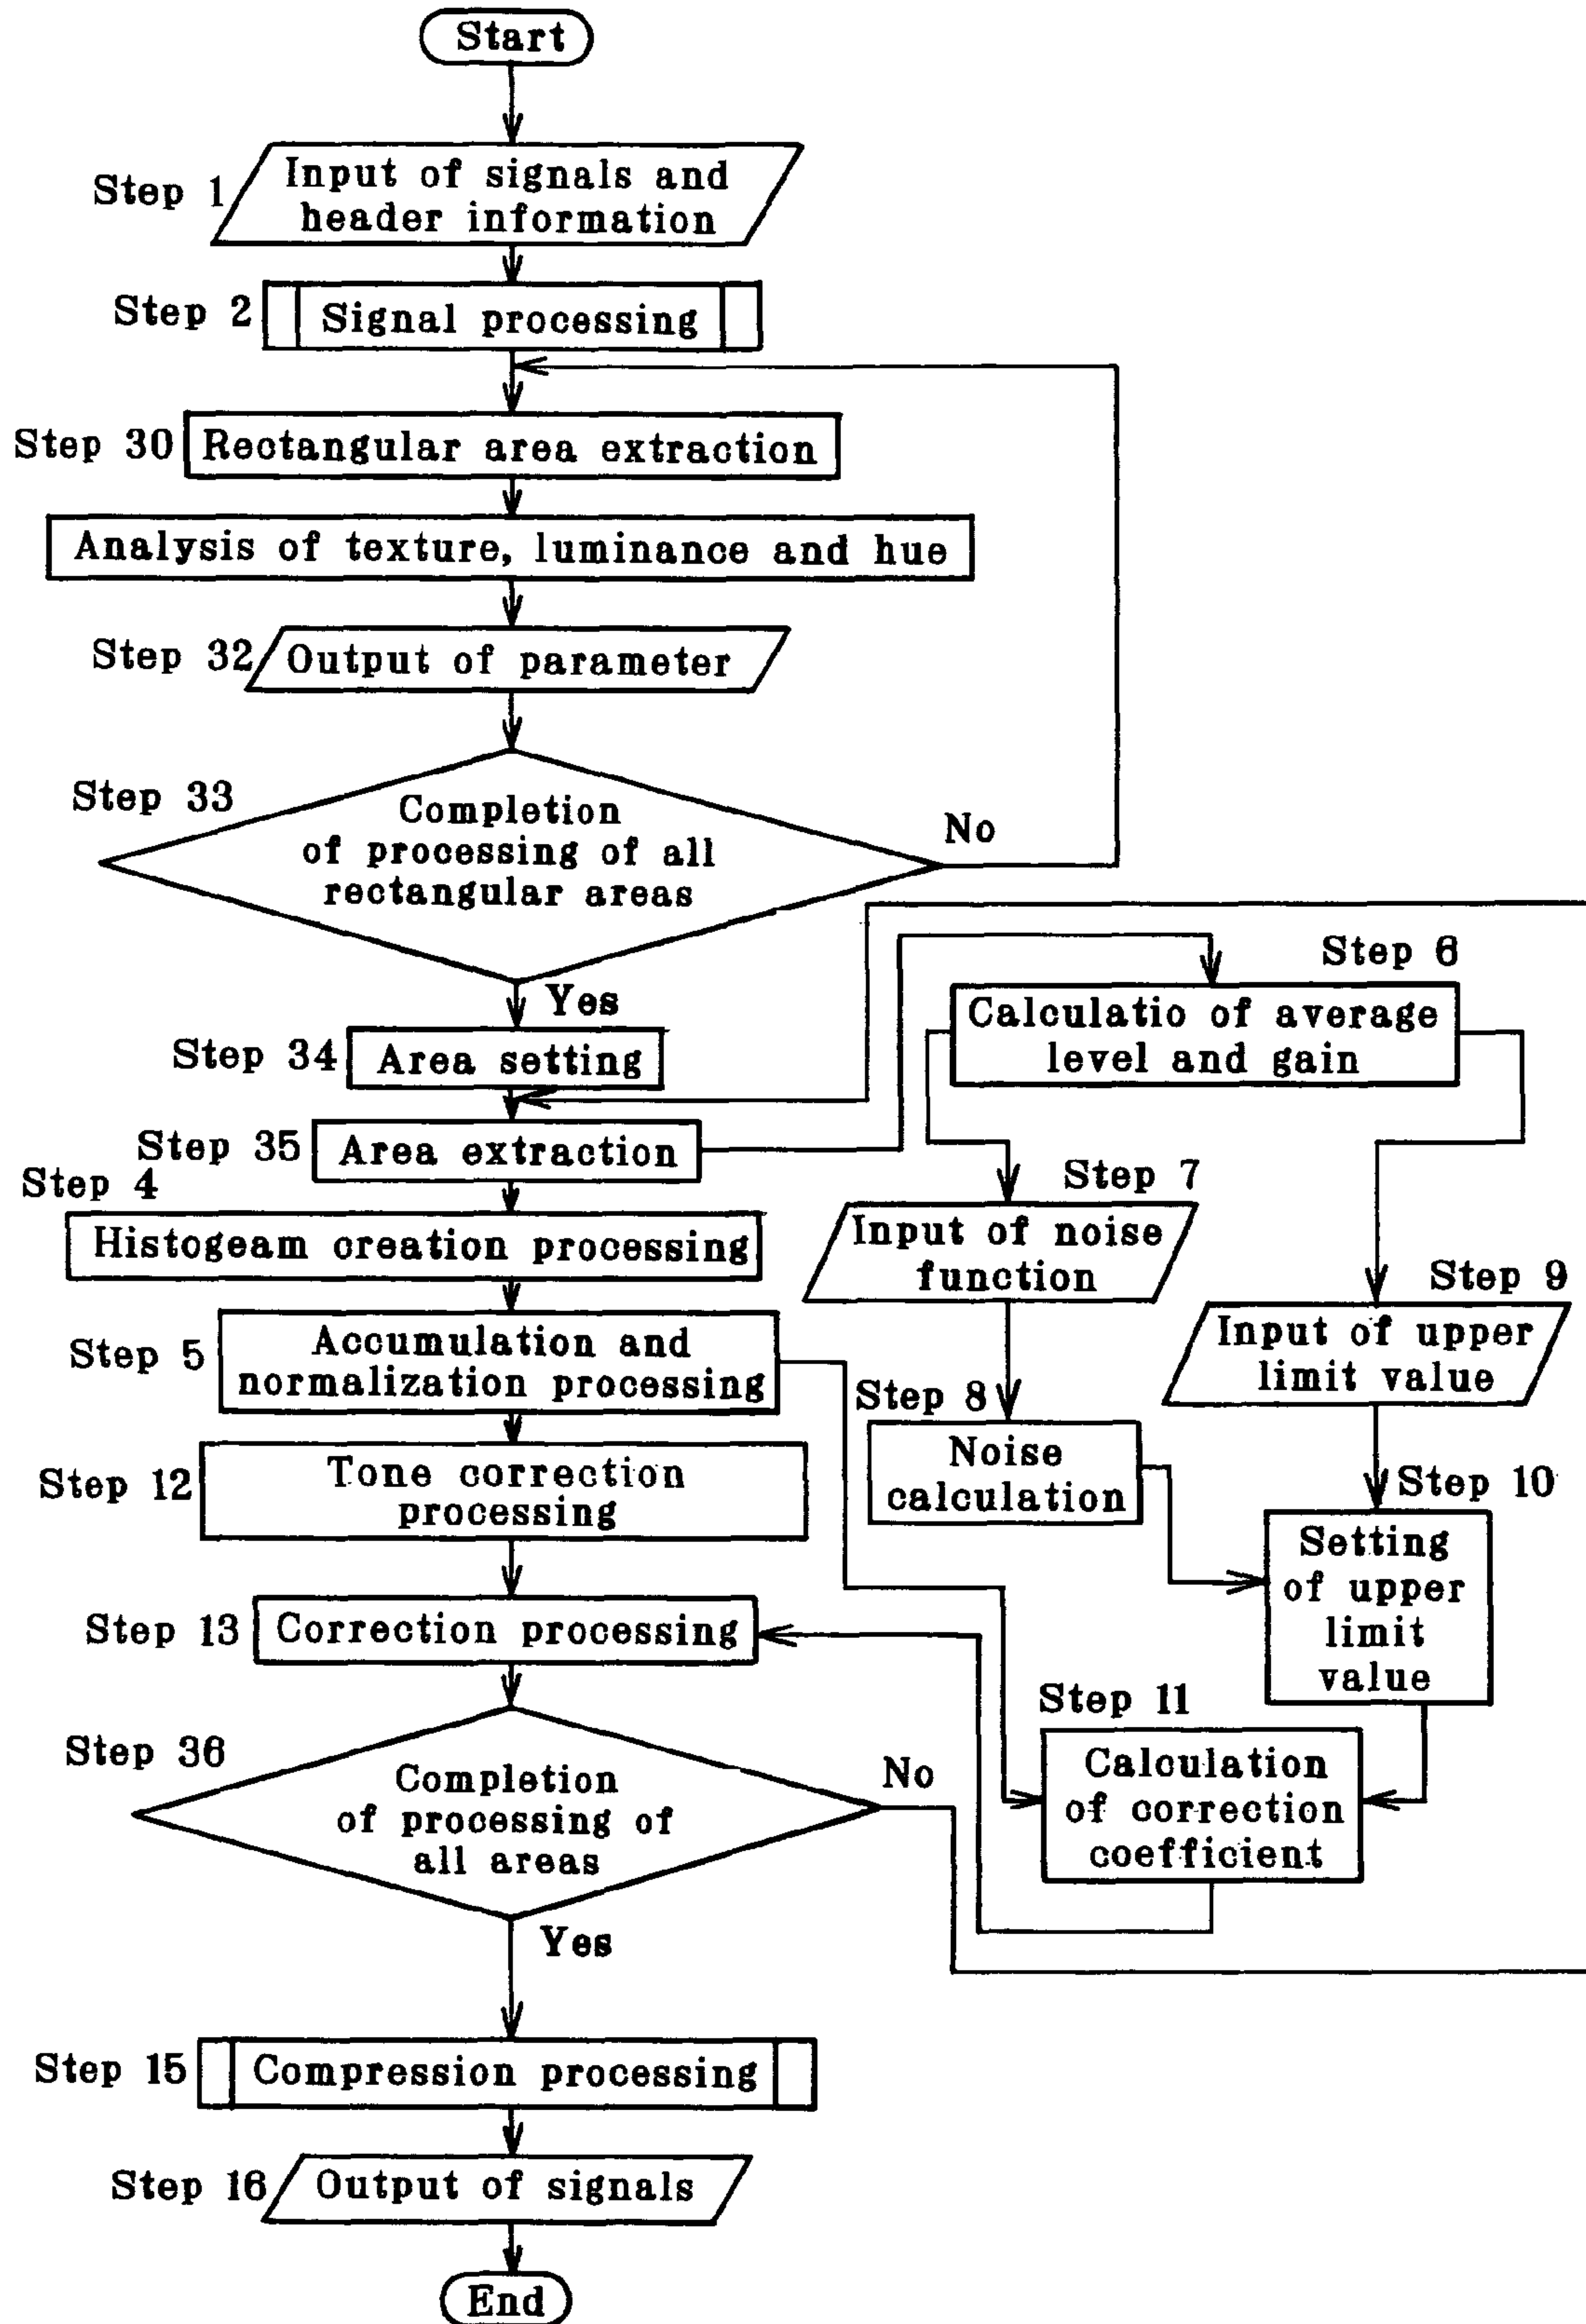 Start
Step 1
Input of signals and
header information
Step 2
Signal processing
Step 30
Rectangular area extraction
Analysis of texture, luminance and hue
Step 32
Output of parameter
Step 33
Completion
of processing of all
rectangular areas
No
Yes
Step 34
Area setting
Step 35
Area extraction
Step 4
Histogeam creation processing
Step 5
Accumulation and
normalization processing
Step 12
Tone correction
processing
Step 13
Correction processing
Step 36
Completion
of processing of
all areas
No
Yes
Step 6
Calculatio of average
level and gain
Step 7
Input of noise
function
Step 8
Noise
calculation
Step 9
Input of upper
limit value
Step 10
Setting
of upper
limit
value
Step 11
Calculation
of correction
coefficient
Step 15
Compression processing
Step 16
Output of signals
End